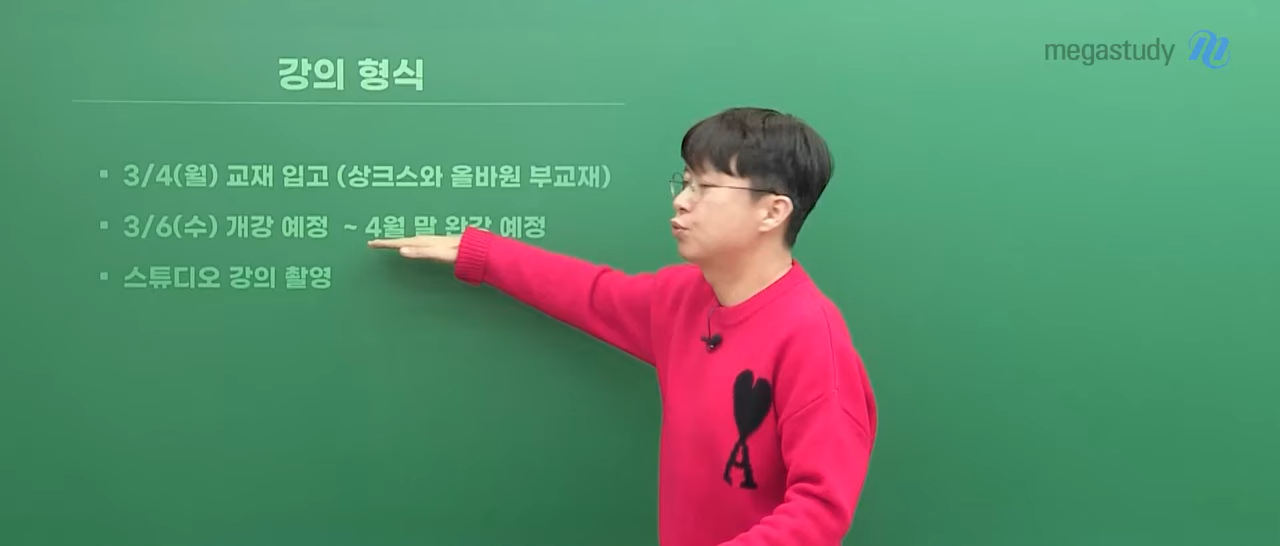 강의 형식
megastudy
▪ 3/4(월) 교재 입고 (상크스와 올바원 부교재)
▪ 3/6(수) 개강 예정 ~ 4월 말 완강 예정
▪ 스튜디오 강의 촬영
A